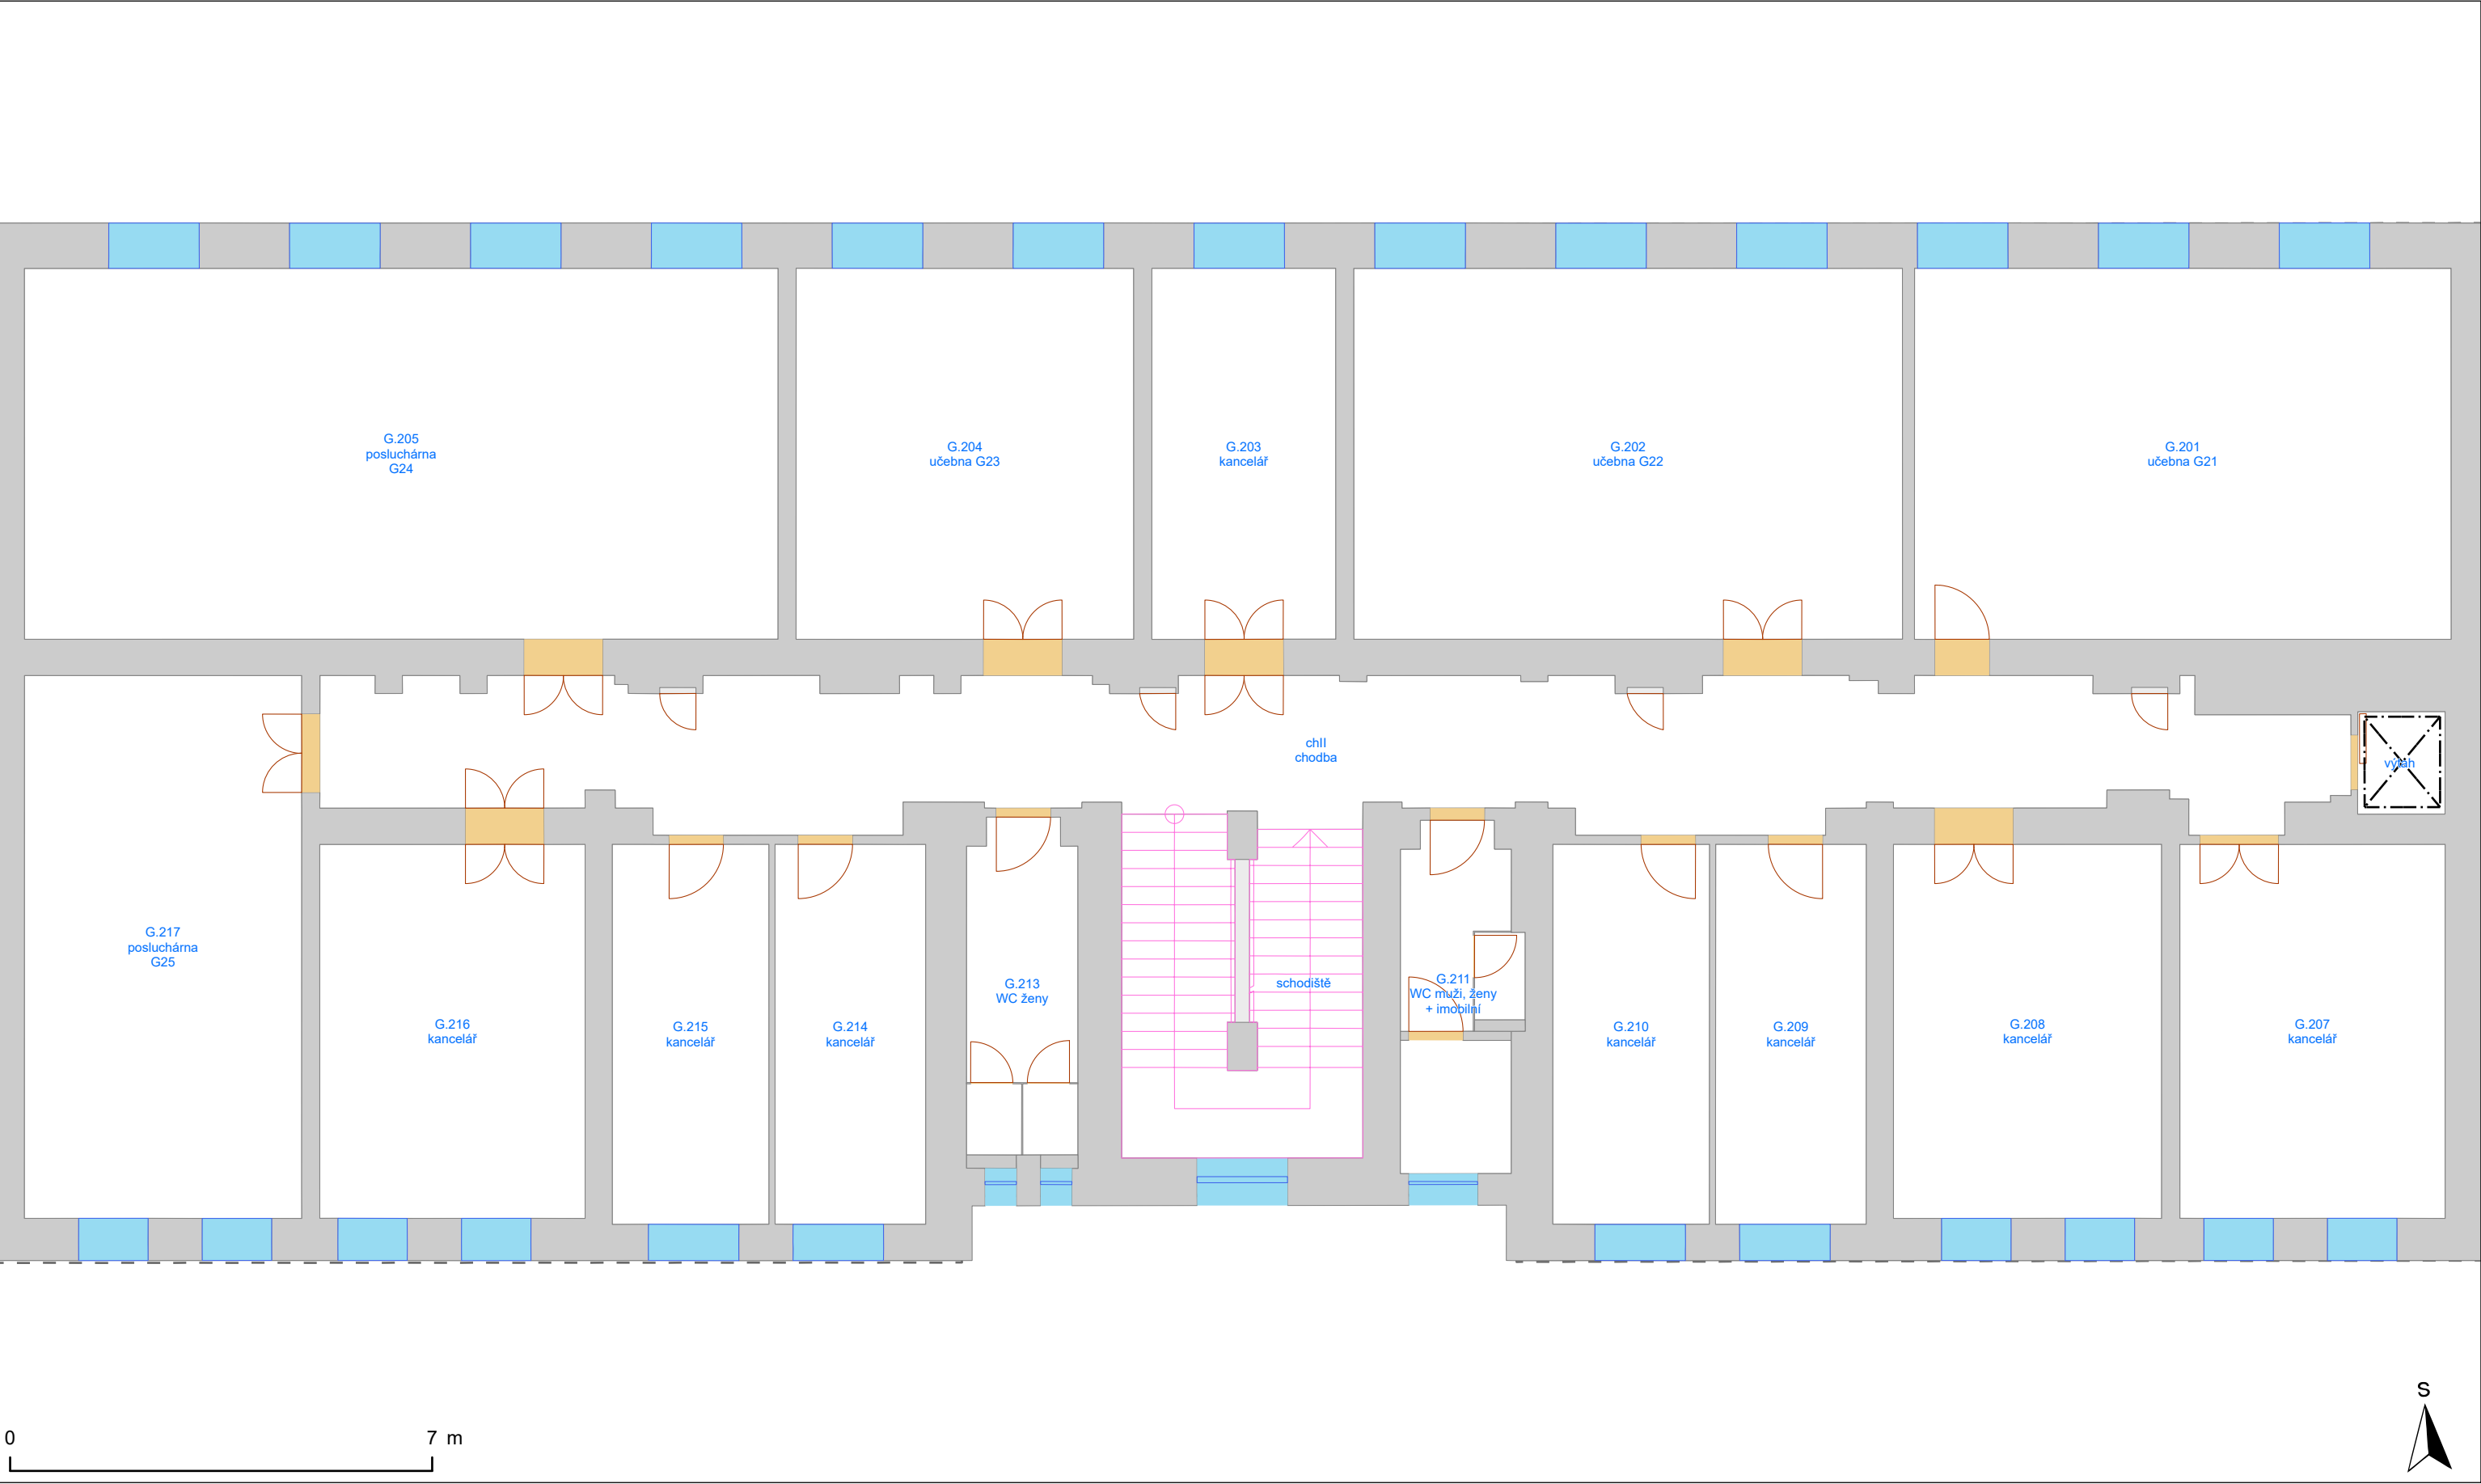 G.205
posluchárna
G24
G.204
učebna G23
G.203
kancelář
G.202
učebna G22
G.201
učebna G21
chII
chodba
výtah
G.217
posluchárna
G25
G.216
kancelář
G.215
kancelář
G.214
kancelář
G.213
WC ženy
schodiště
G.211
WC muži, ženy
+ imobilní
G.210
kancelář
G.209
kancelář
G.208
kancelář
G.207
kancelář
S
0 7 m